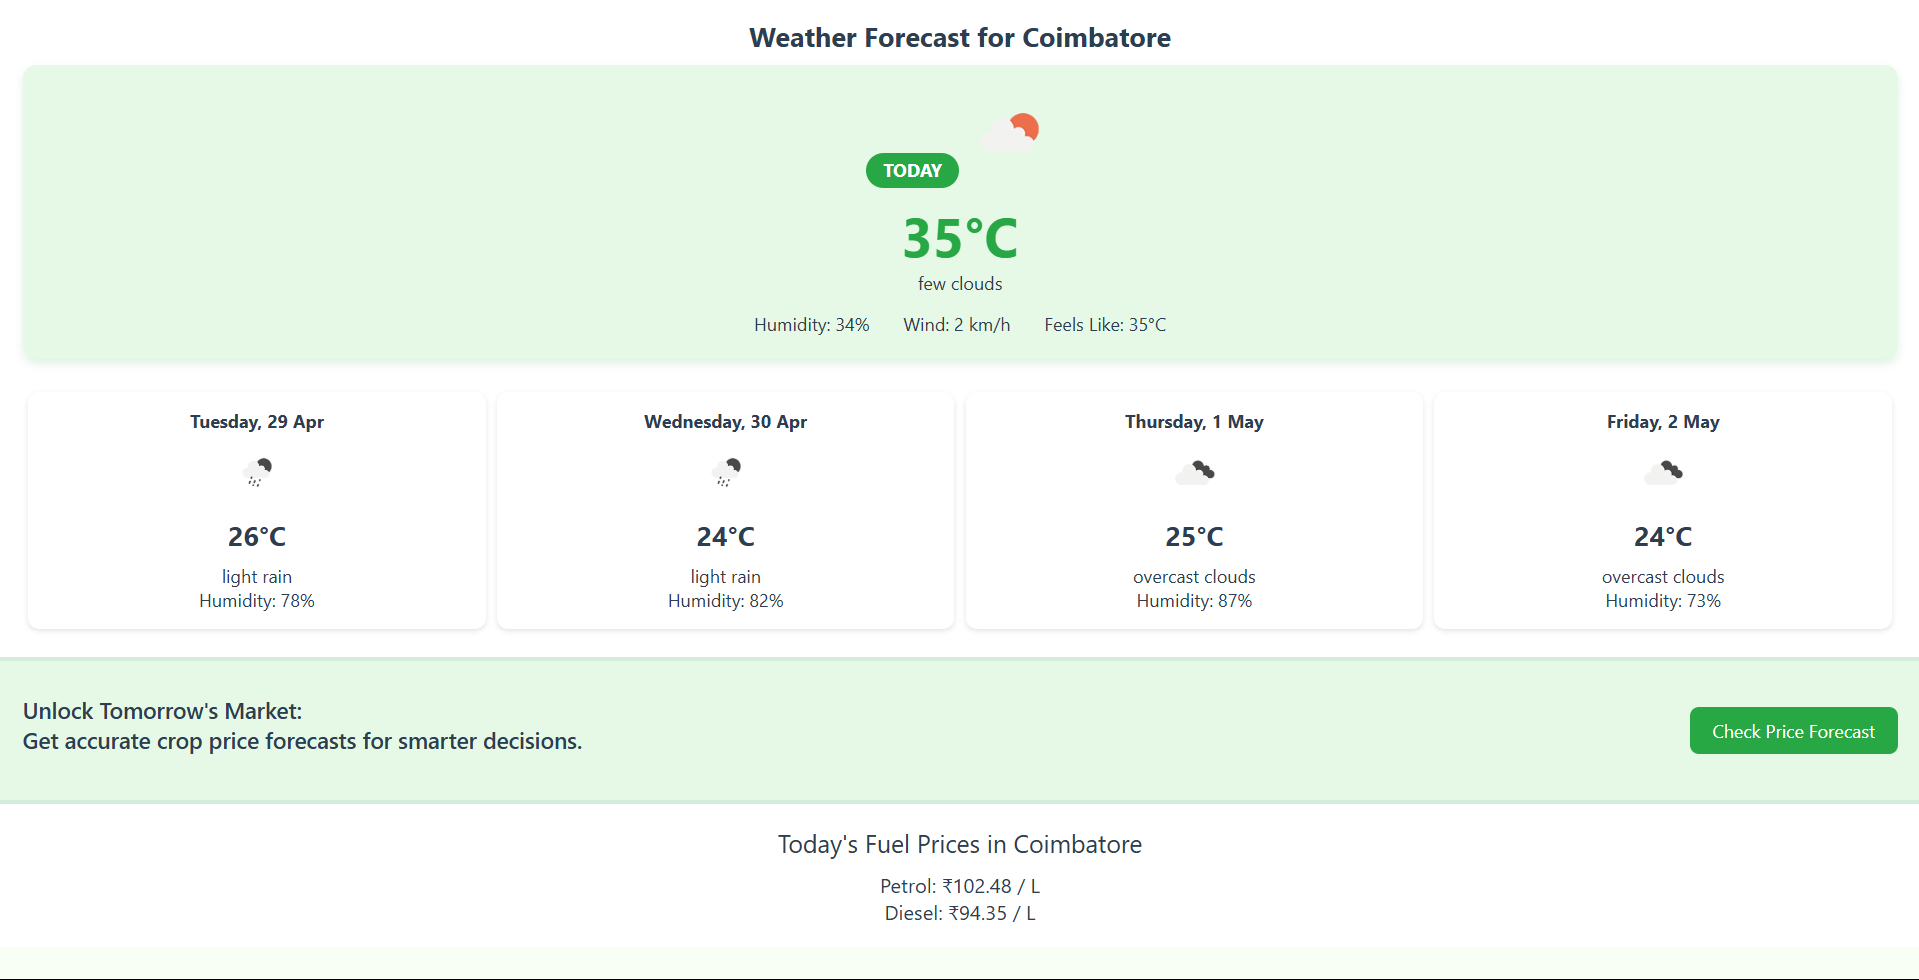 Weather Forecast for Coimbatore
TODAY
35°C
few clouds
Humidity: 34% Wind: 2 km/h Feels Like: 35°C
Tuesday, 29 Apr
26°C
light rain
Humidity: 78%
Wednesday, 30 Apr
24°C
light rain
Humidity: 82%
Thursday, 1 May
25°C
overcast clouds
Humidity: 87%
Friday, 2 May
24°C
overcast clouds
Humidity: 73%
Unlock Tomorrow's Market:
Get accurate crop price forecasts for smarter decisions.
Check Price Forecast
Today's Fuel Prices in Coimbatore
Petrol: ₹102.48 / L
Diesel: ₹94.35 / L